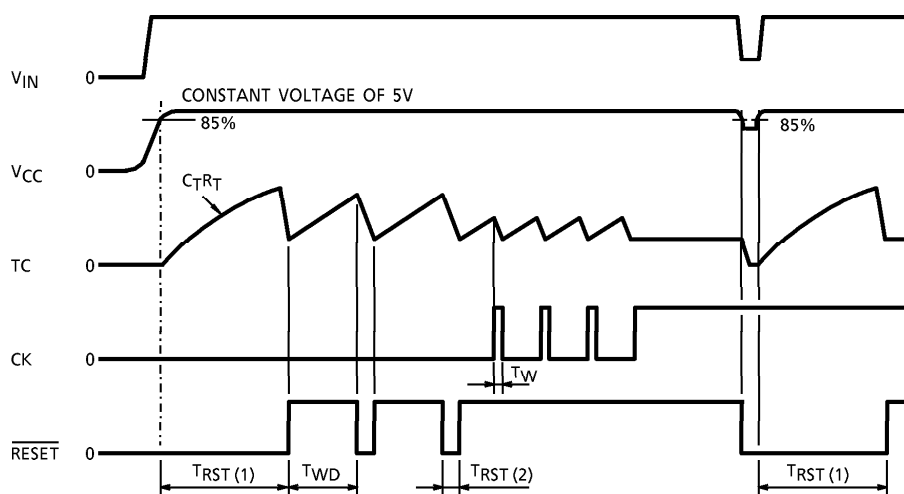 VIN 0
CONSTANT VOLTAGE OF 5V
85% 85%
VCC 0
CTRT
TC 0
CK 0
TW
RESET 0
TRST (1) TWD TRST (2) TRST (1)